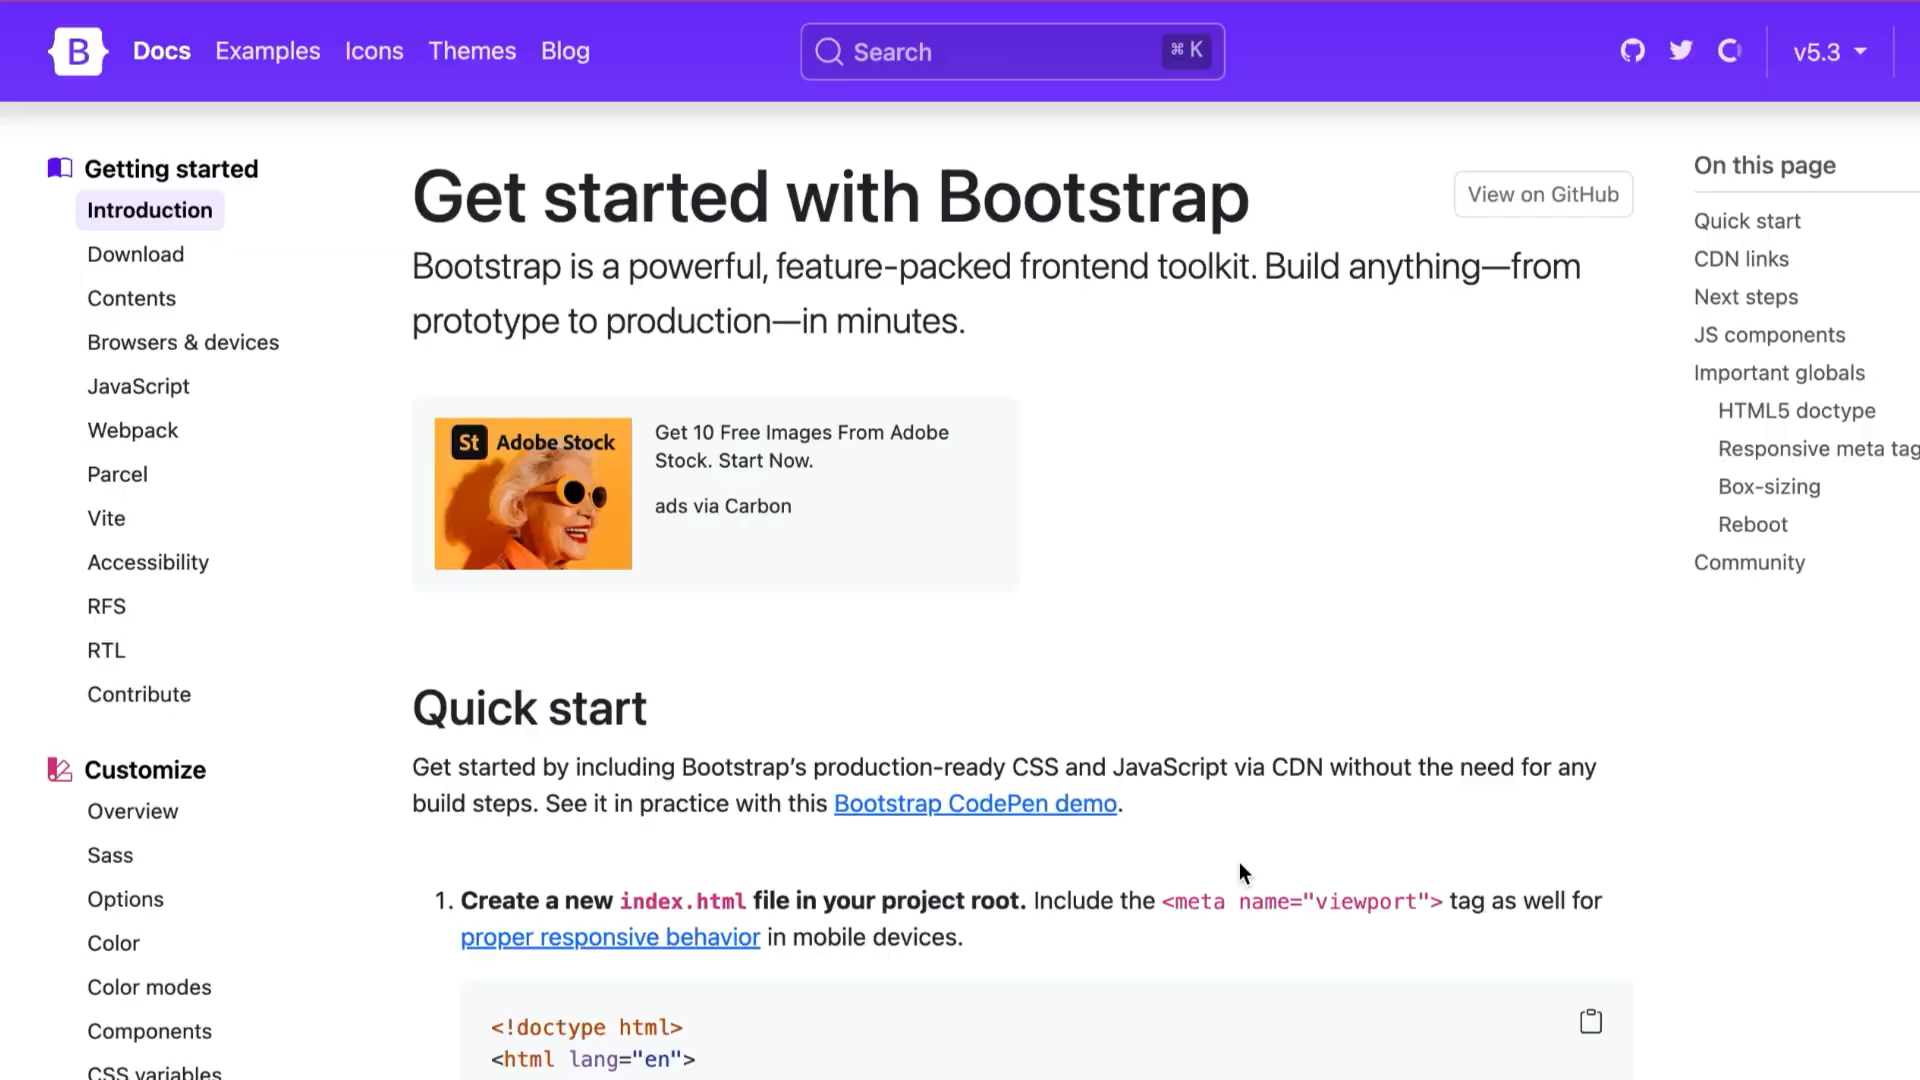 B Docs Examples Icons Themes Blog Search ⌘ K v5.3
Getting started
Introduction
Download
Contents
Browsers & devices
JavaScript
Webpack
Parcel
Vite
Accessibility
RFS
RTL
Contribute
Customize
Overview
Sass
Options
Color
Color modes
Components
CSS variables
Get started with Bootstrap
View on GitHub
Bootstrap is a powerful, feature-packed frontend toolkit. Build anything—from
prototype to production—in minutes.
St Adobe Stock
Get 10 Free Images From Adobe
Stock. Start Now.
ads via Carbon
Quick start
Get started by including Bootstrap’s production-ready CSS and JavaScript via CDN without the need for any
build steps. See it in practice with this Bootstrap CodePen demo.
1. Create a new index.html file in your project root. Include the <meta name="viewport"> tag as well for
proper responsive behavior in mobile devices.
<!doctype html>
<html lang="en">
On this page
Quick start
CDN links
Next steps
JS components
Important globals
HTML5 doctype
Responsive meta tag
Box-sizing
Reboot
Community